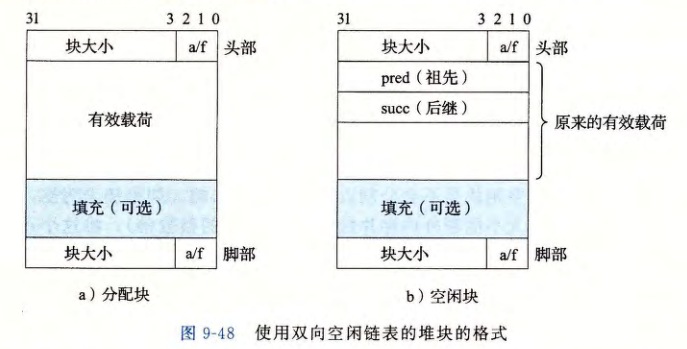 31 3 2 1 0
块大小 a/f 头部
有效载荷
填充（可选）
块大小 a/f 脚部
a）分配块
31 3 2 1 0
块大小 a/f 头部
pred（祖先）
succ（后继）
原来的有效载荷
填充（可选）
块大小 a/f 脚部
b）空闲块
图 9-48 使用双向空闲链表的堆块的格式